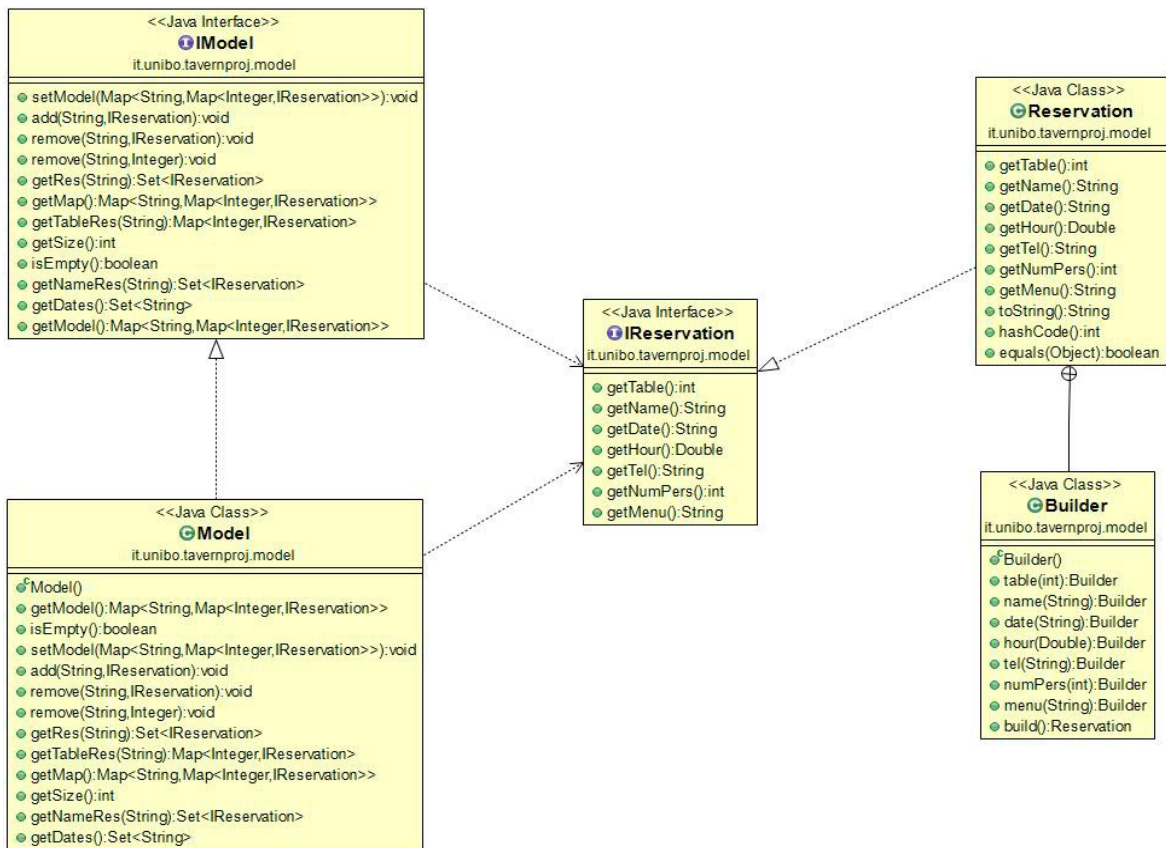 <<Java Interface>>
IModel
it.unibo.tavernproj.model
setModel(Map<String,Map<Integer,IReservation>>):void
add(String,IReservation):void
remove(String,IReservation):void
remove(String,Integer):void
getRes(String):Set<IReservation>
getMap():Map<String,Map<Integer,IReservation>>
getTableRes(String):Map<Integer,IReservation>
getSize():int
isEmpty():boolean
getNameRes(String):Set<IReservation>
getDates():Set<String>
getModel():Map<String,Map<Integer,IReservation>>
<<Java Class>>
Reservation
it.unibo.tavernproj.model
getTable():int
getName():String
getDate():String
getHour():Double
getTel():String
getNumPers():int
getMenu():String
toString():String
hashCode():int
equals(Object):boolean
<<Java Interface>>
IReservation
it.unibo.tavernproj.model
getTable():int
getName():String
getDate():String
getHour():Double
getTel():String
getNumPers():int
getMenu():String
<<Java Class>>
Model
it.unibo.tavernproj.model
Model()
getModel():Map<String,Map<Integer,IReservation>>
isEmpty():boolean
setModel(Map<String,Map<Integer,IReservation>>):void
add(String,IReservation):void
remove(String,IReservation):void
remove(String,Integer):void
getRes(String):Set<IReservation>
getTableRes(String):Map<Integer,IReservation>
getMap():Map<String,Map<Integer,IReservation>>
getSize():int
getNameRes(String):Set<IReservation>
getDates():Set<String>
<<Java Class>>
Builder
it.unibo.tavernproj.model
Builder()
table(int):Builder
name(String):Builder
date(String):Builder
hour(Double):Builder
tel(String):Builder
numPers(int):Builder
menu(String):Builder
build():Reservation